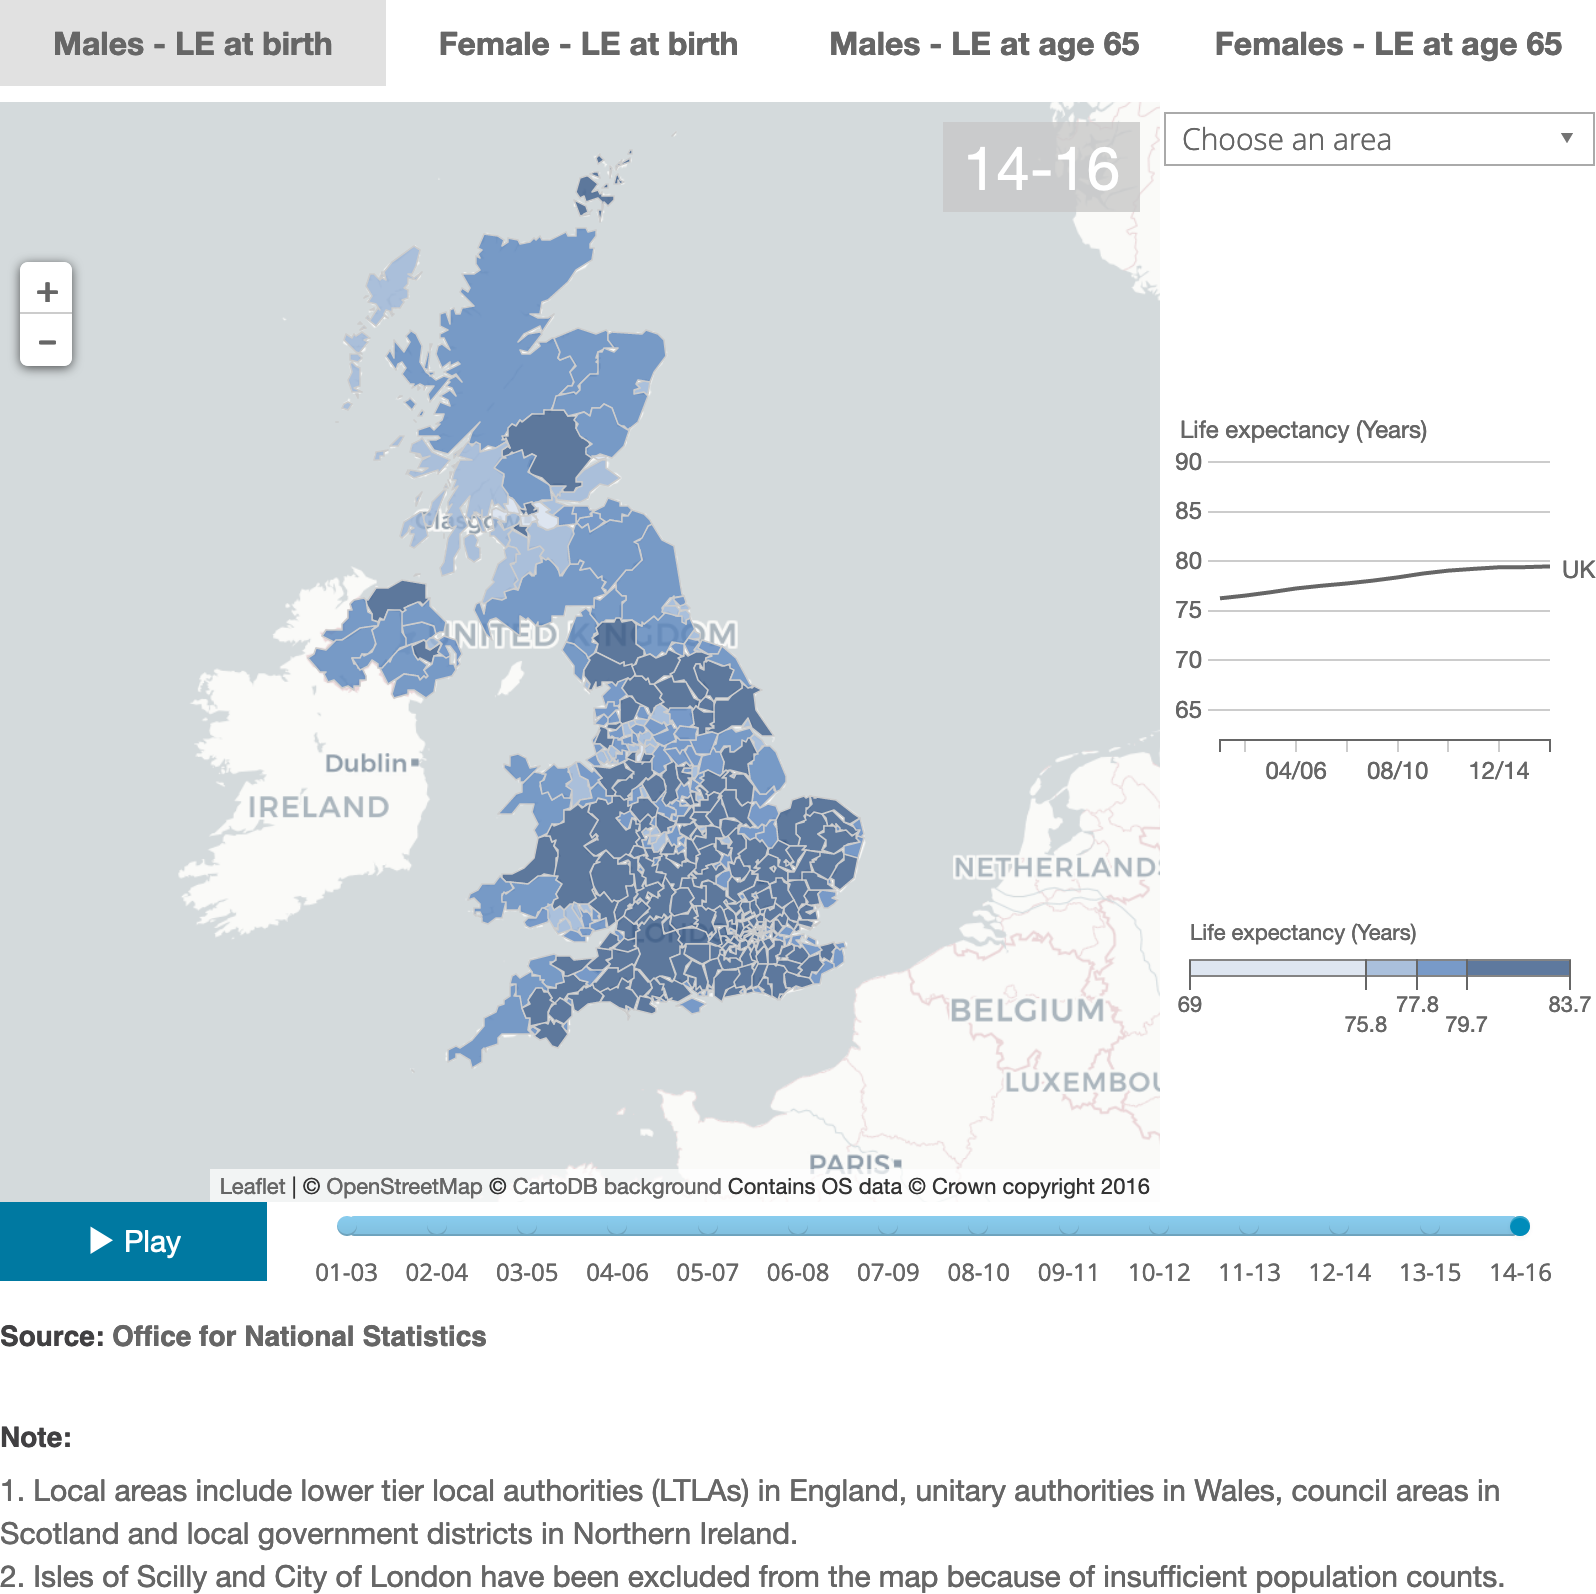 Males - LE at birth
Female - LE at birth
Males - LE at age 65
Females - LE at age 65
14-16
Choose an area
+
−
Glasgow
UNITED KINGDOM
Dublin
IRELAND
LONDON
NETHERLANDS
BELGIUM
LUXEMBOU
PARIS
Life expectancy (Years)
90
85
80
75
70
65
UK
04/06
08/10
12/14
Life expectancy (Years)
69
75.8
77.8
79.7
83.7
Leaflet | © OpenStreetMap © CartoDB background Contains OS data © Crown copyright 2016
Play
01-03 02-04 03-05 04-06 05-07 06-08 07-09 08-10 09-11 10-12 11-13 12-14 13-15 14-16
Source: Office for National Statistics
Note:
1. Local areas include lower tier local authorities (LTLAs) in England, unitary authorities in Wales, council areas in
Scotland and local government districts in Northern Ireland.
2. Isles of Scilly and City of London have been excluded from the map because of insufficient population counts.